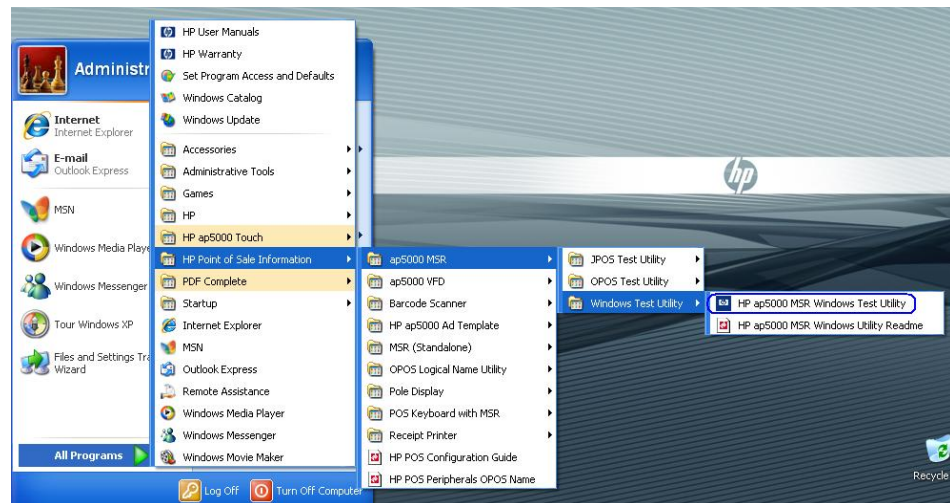 Administr
Internet
Internet Explorer
E-mail
Outlook Express
MSN
Windows Media Playe
Windows Messenger
Tour Windows XP
Files and Settings Tra
Wizard
All Programs
Log Off
Turn Off Computer
HP User Manuals
HP Warranty
Set Program Access and Defaults
Windows Catalog
Windows Update
Accessories
Administrative Tools
Games
HP
HP ap5000 Touch
HP Point of Sale Information
PDF Complete
Startup
Internet Explorer
MSN
Outlook Express
Remote Assistance
Windows Media Player
Windows Messenger
Windows Movie Maker
ap5000 MSR
ap5000 VFD
Barcode Scanner
HP ap5000 Ad Template
MSR (Standalone)
OPOS Logical Name Utility
Pole Display
POS Keyboard with MSR
Receipt Printer
HP POS Configuration Guide
HP POS Peripherals OPOS Name
JPOS Test Utility
OPOS Test Utility
Windows Test Utility
HP ap5000 MSR Windows Test Utility
HP ap5000 MSR Windows Utility Readme
hp
Recycle